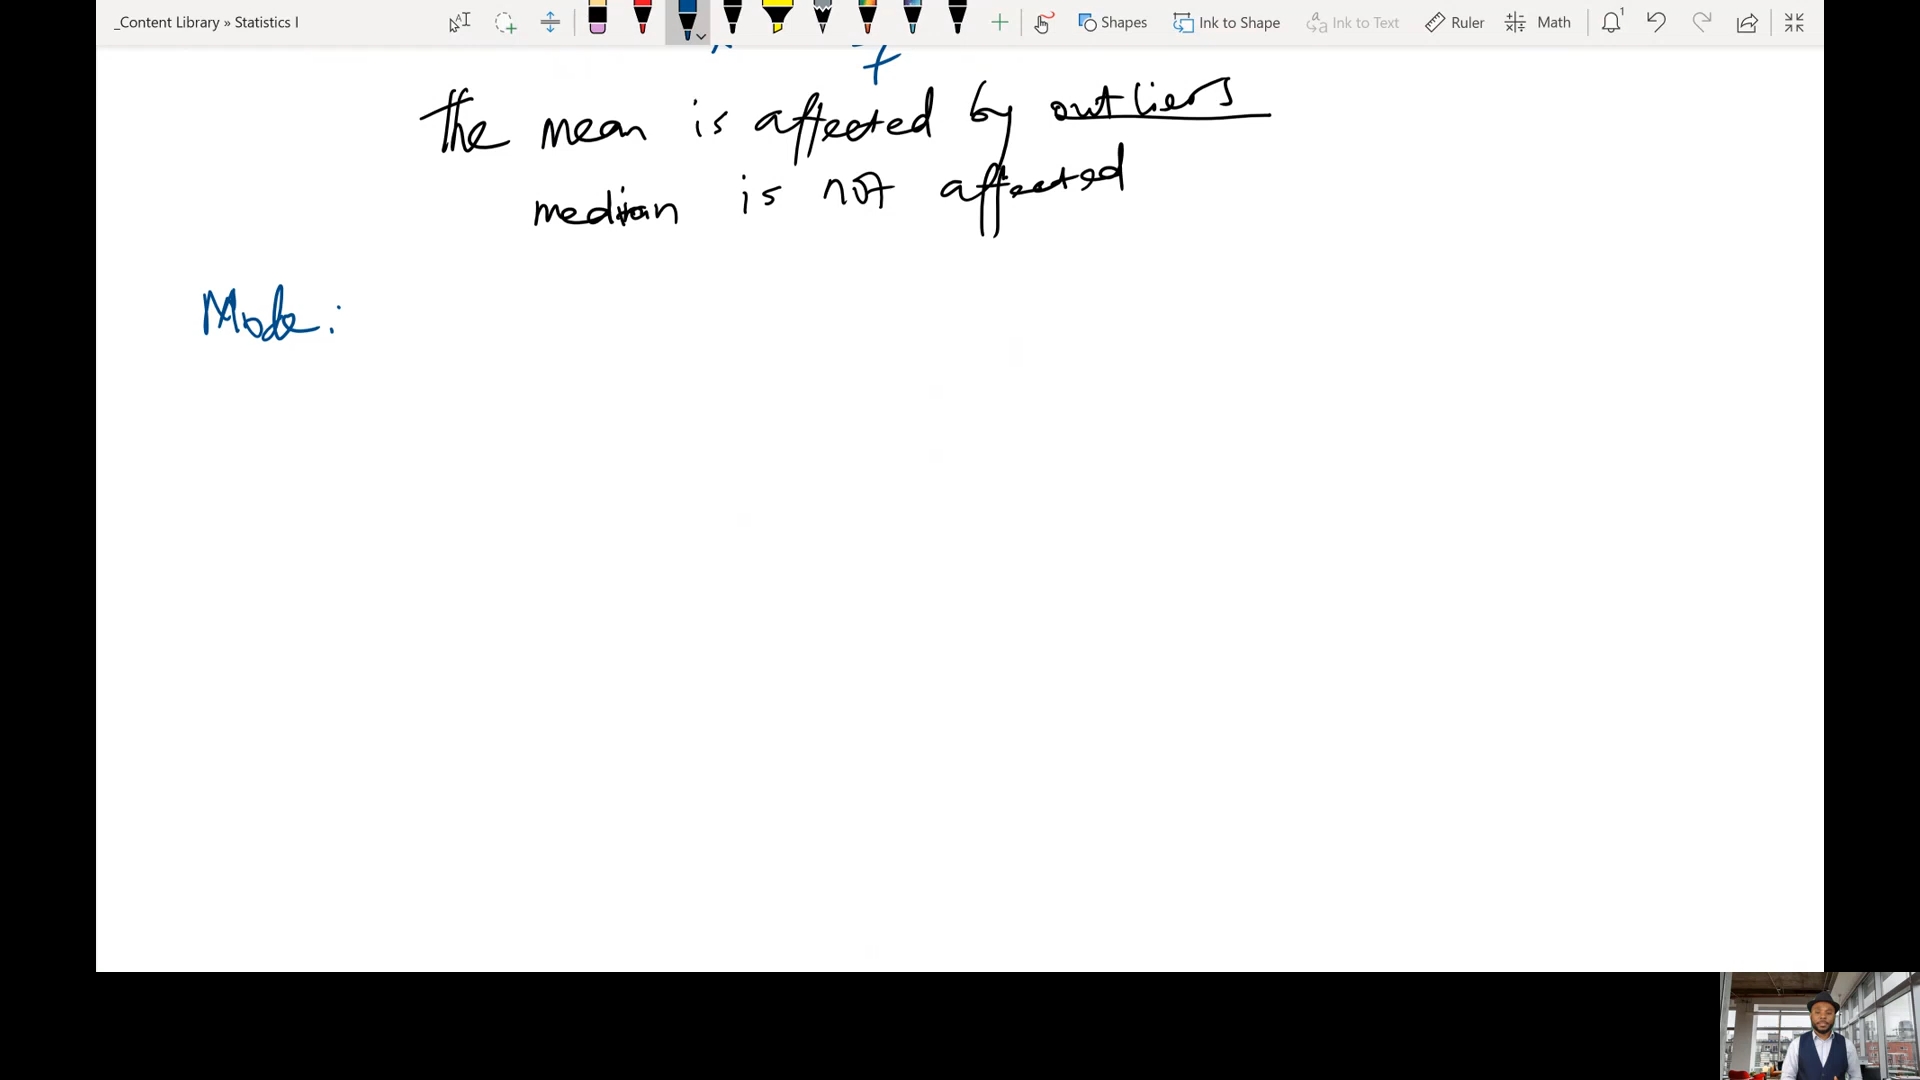 _Content Library » Statistics I
Shapes
Ink to Shape
Ink to Text
Ruler
Math
1
The mean is affected by outliers
median is not affected
Mode: